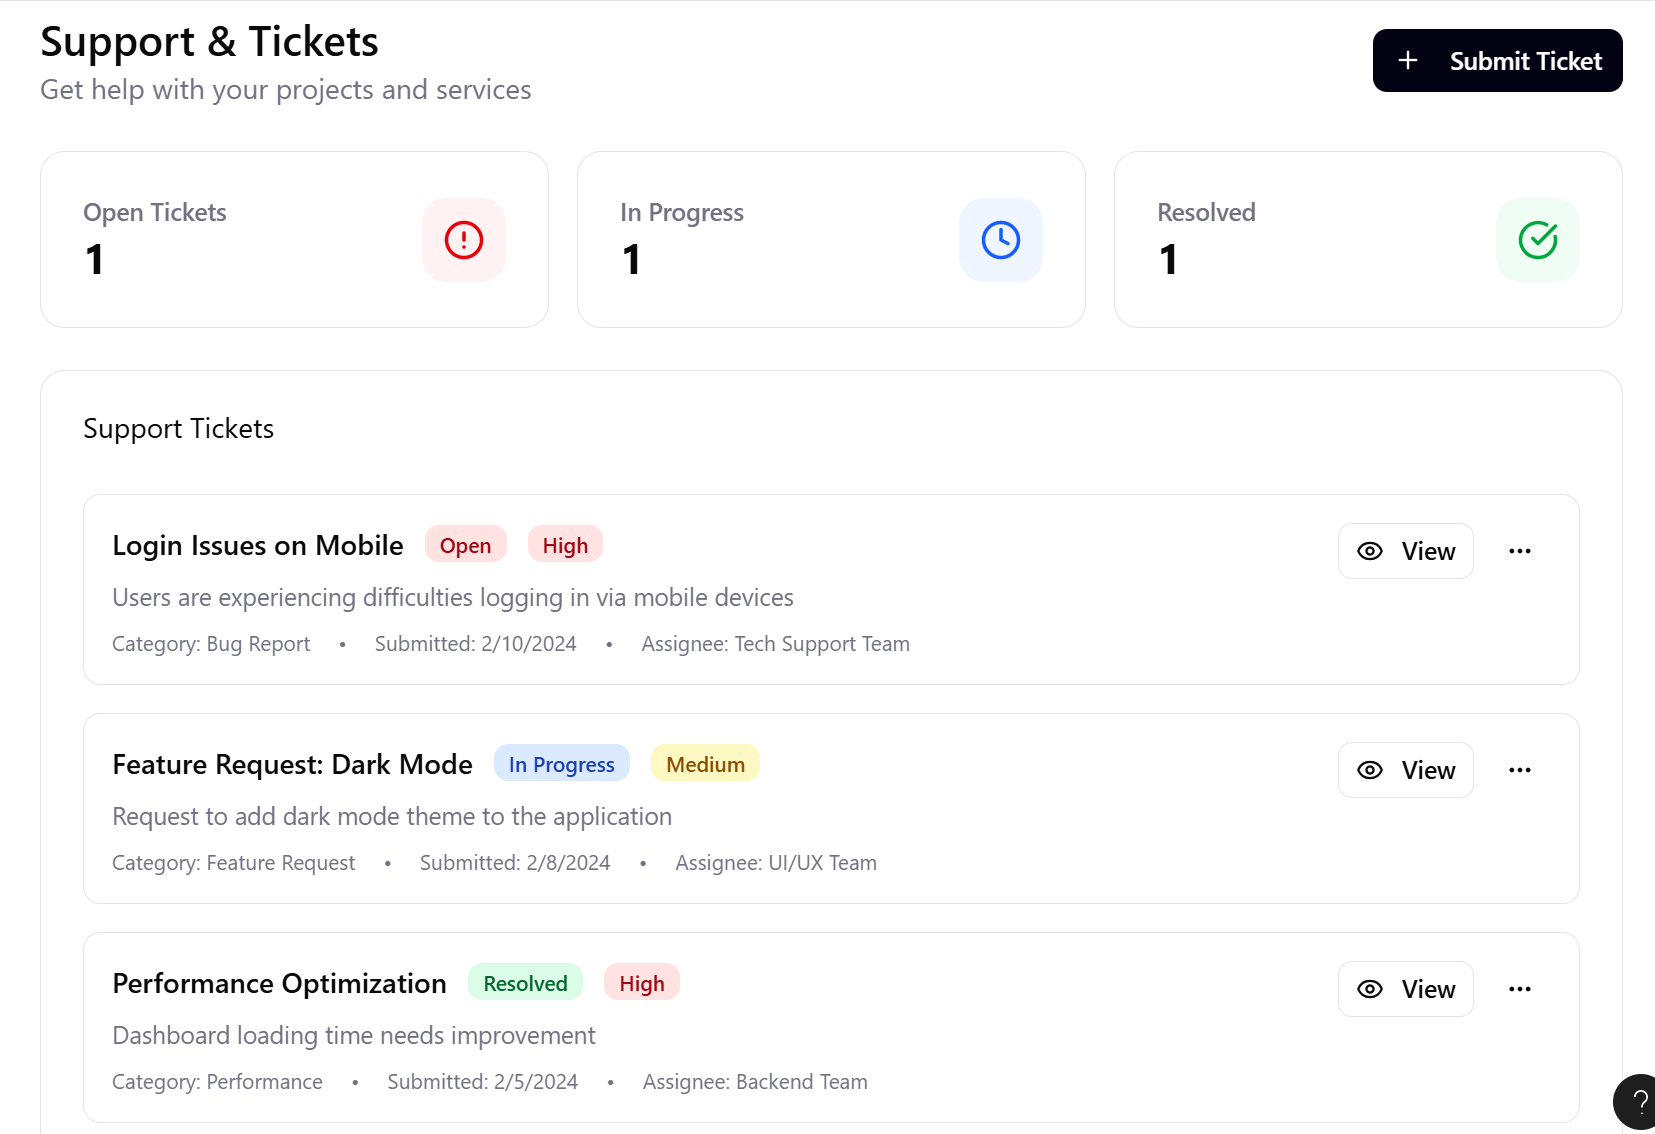 Support & Tickets
Get help with your projects and services
+ Submit Ticket
Open Tickets
1
In Progress
1
Resolved
1
Support Tickets
Login Issues on Mobile Open High
View ···
Users are experiencing difficulties logging in via mobile devices
Category: Bug Report • Submitted: 2/10/2024 • Assignee: Tech Support Team
Feature Request: Dark Mode In Progress Medium
View ···
Request to add dark mode theme to the application
Category: Feature Request • Submitted: 2/8/2024 • Assignee: UI/UX Team
Performance Optimization Resolved High
View ···
Dashboard loading time needs improvement
Category: Performance • Submitted: 2/5/2024 • Assignee: Backend Team
?